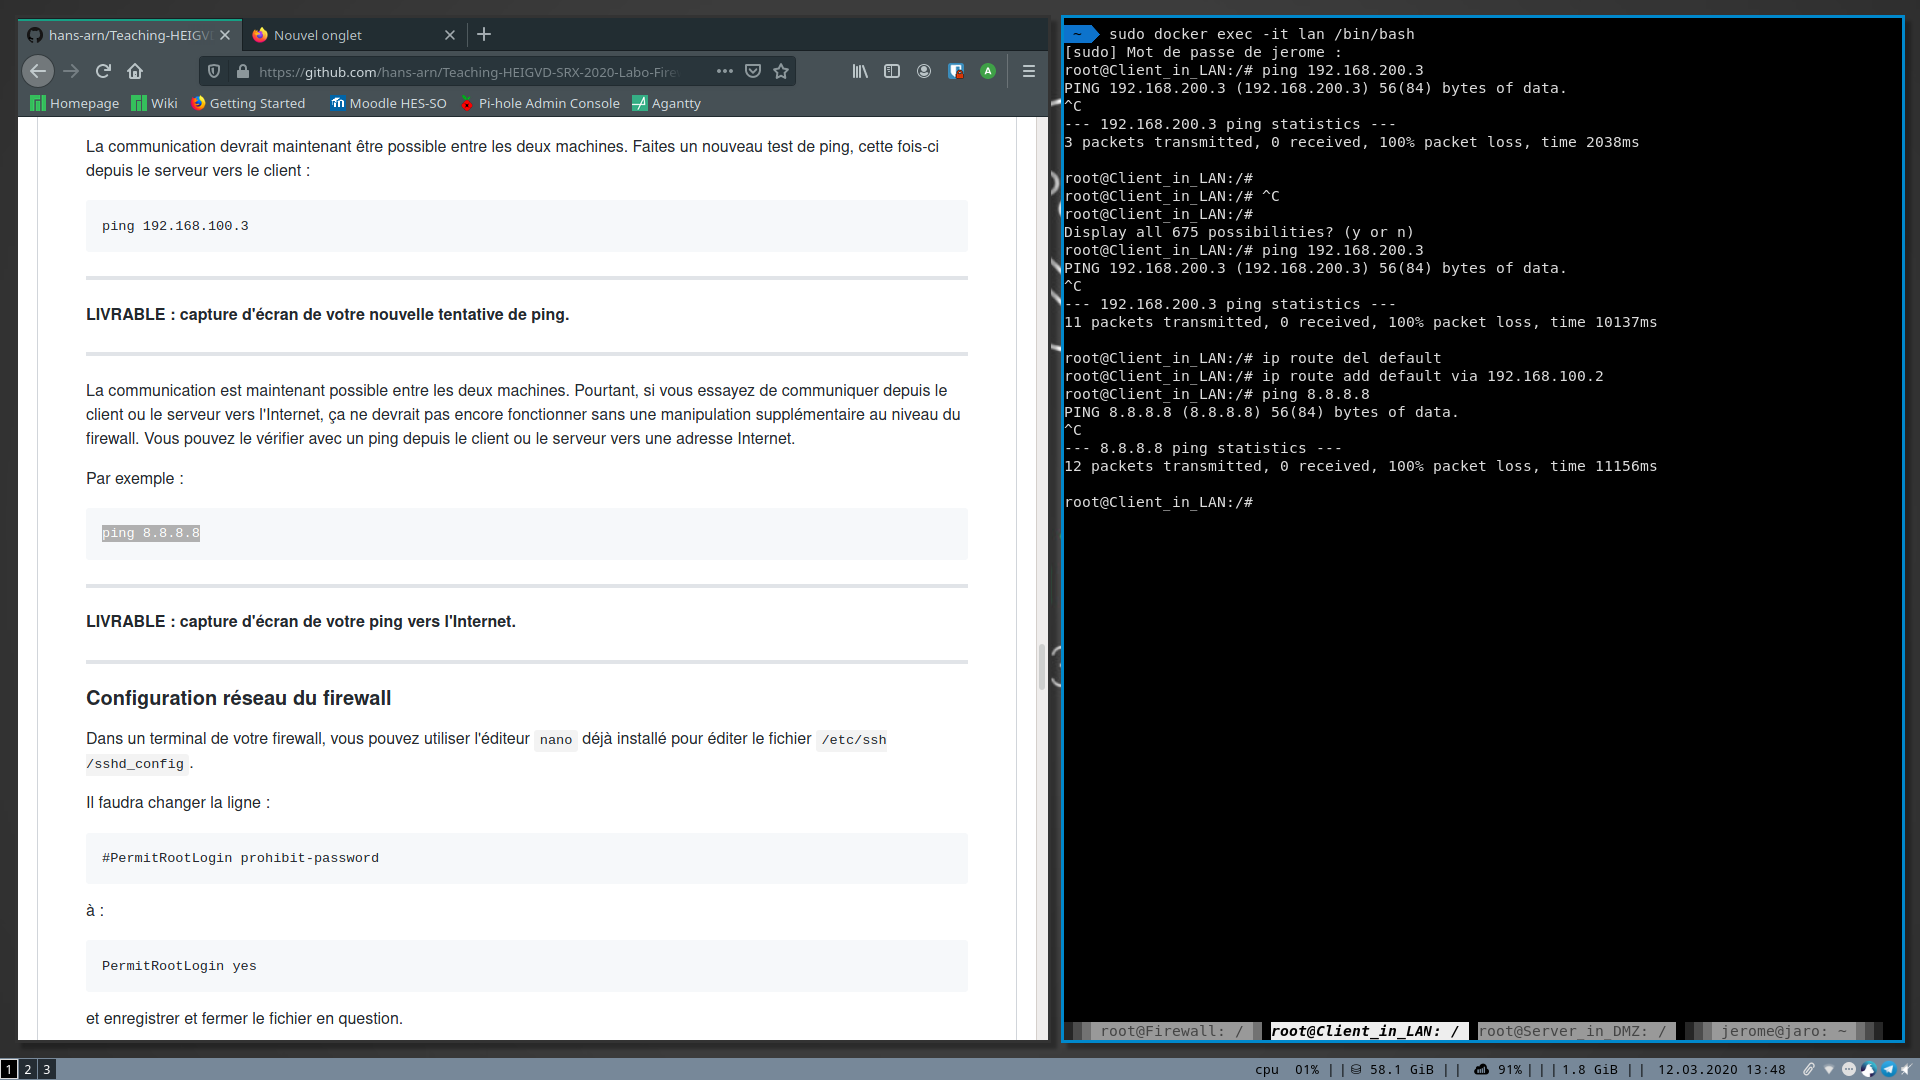 hans-arn/Teaching-HEIGV
Nouvel onglet
https://github.com/hans-arn/Teaching-HEIGVD-SRX-2020-Labo-Fire
Homepage
Wiki
Getting Started
Moodle HES-SO
Pi-hole Admin Console
Agantty
La communication devrait maintenant être possible entre les deux machines. Faites un nouveau test de ping, cette fois-ci
depuis le serveur vers le client :
ping 192.168.100.3
LIVRABLE : capture d'écran de votre nouvelle tentative de ping.
La communication est maintenant possible entre les deux machines. Pourtant, si vous essayez de communiquer depuis le
client ou le serveur vers l'Internet, ça ne devrait pas encore fonctionner sans une manipulation supplémentaire au niveau du
firewall. Vous pouvez le vérifier avec un ping depuis le client ou le serveur vers une adresse Internet.
Par exemple :
ping 8.8.8.8
LIVRABLE : capture d'écran de votre ping vers l'Internet.
Configuration réseau du firewall
Dans un terminal de votre firewall, vous pouvez utiliser l'éditeur nano déjà installé pour éditer le fichier /etc/ssh
/sshd_config .
Il faudra changer la ligne :
#PermitRootLogin prohibit-password
à :
PermitRootLogin yes
et enregistrer et fermer le fichier en question.
~ sudo docker exec -it lan /bin/bash
[sudo] Mot de passe de jerome :
root@Client_in_LAN:/# ping 192.168.200.3
PING 192.168.200.3 (192.168.200.3) 56(84) bytes of data.
^C
--- 192.168.200.3 ping statistics ---
3 packets transmitted, 0 received, 100% packet loss, time 2038ms
root@Client_in_LAN:/#
root@Client_in_LAN:/# ^C
root@Client_in_LAN:/#
Display all 675 possibilities? (y or n)
root@Client_in_LAN:/# ping 192.168.200.3
PING 192.168.200.3 (192.168.200.3) 56(84) bytes of data.
^C
--- 192.168.200.3 ping statistics ---
11 packets transmitted, 0 received, 100% packet loss, time 10137ms
root@Client_in_LAN:/# ip route del default
root@Client_in_LAN:/# ip route add default via 192.168.100.2
root@Client_in_LAN:/# ping 8.8.8.8
PING 8.8.8.8 (8.8.8.8) 56(84) bytes of data.
^C
--- 8.8.8.8 ping statistics ---
12 packets transmitted, 0 received, 100% packet loss, time 11156ms
root@Client_in_LAN:/#
root@Firewall: / root@Client_in_LAN: / root@Server_in_DMZ: / jerome@jaro: ~
1 2 3
cpu 01% || 58.1 GiB || 91% |||1.8 GiB || 12.03.2020 13:48